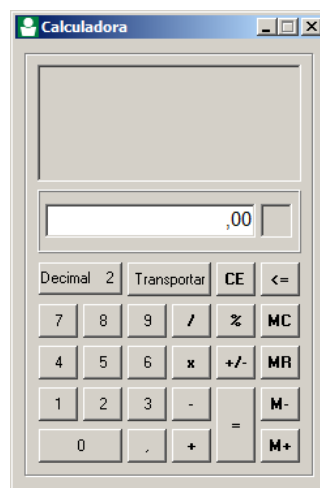 Calculadora
,00
Decimal 2 Transportar CE <=
7 8 9 / % MC
4 5 6 x +/- MR
1 2 3 - M-
=
0 , + M+